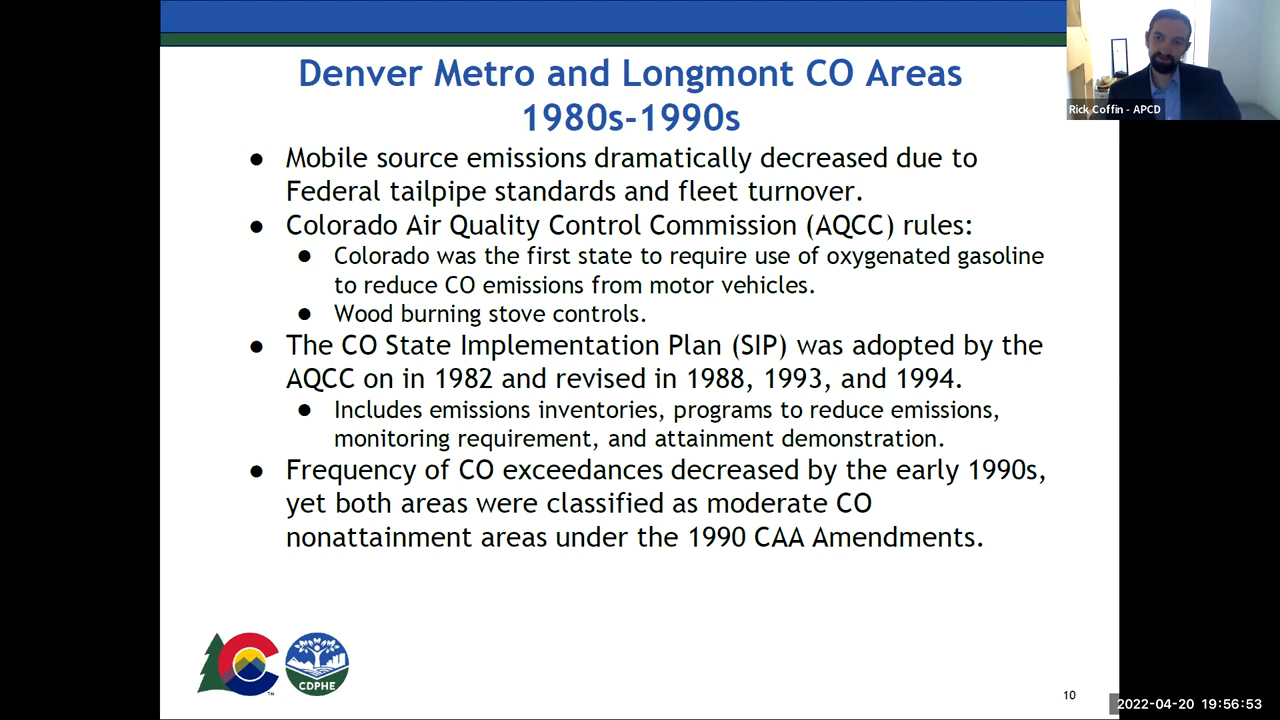 Denver Metro and Longmont CO Areas
1980s-1990s
Rick Coffin - APCD
● Mobile source emissions dramatically decreased due to
Federal tailpipe standards and fleet turnover.
● Colorado Air Quality Control Commission (AQCC) rules:
● Colorado was the first state to require use of oxygenated gasoline
to reduce CO emissions from motor vehicles.
● Wood burning stove controls.
● The CO State Implementation Plan (SIP) was adopted by the
AQCC on in 1982 and revised in 1988, 1993, and 1994.
● Includes emissions inventories, programs to reduce emissions,
monitoring requirement, and attainment demonstration.
● Frequency of CO exceedances decreased by the early 1990s,
yet both areas were classified as moderate CO
nonattainment areas under the 1990 CAA Amendments.
C
TM
CDPHE
10
2022-04-20 19:56:53